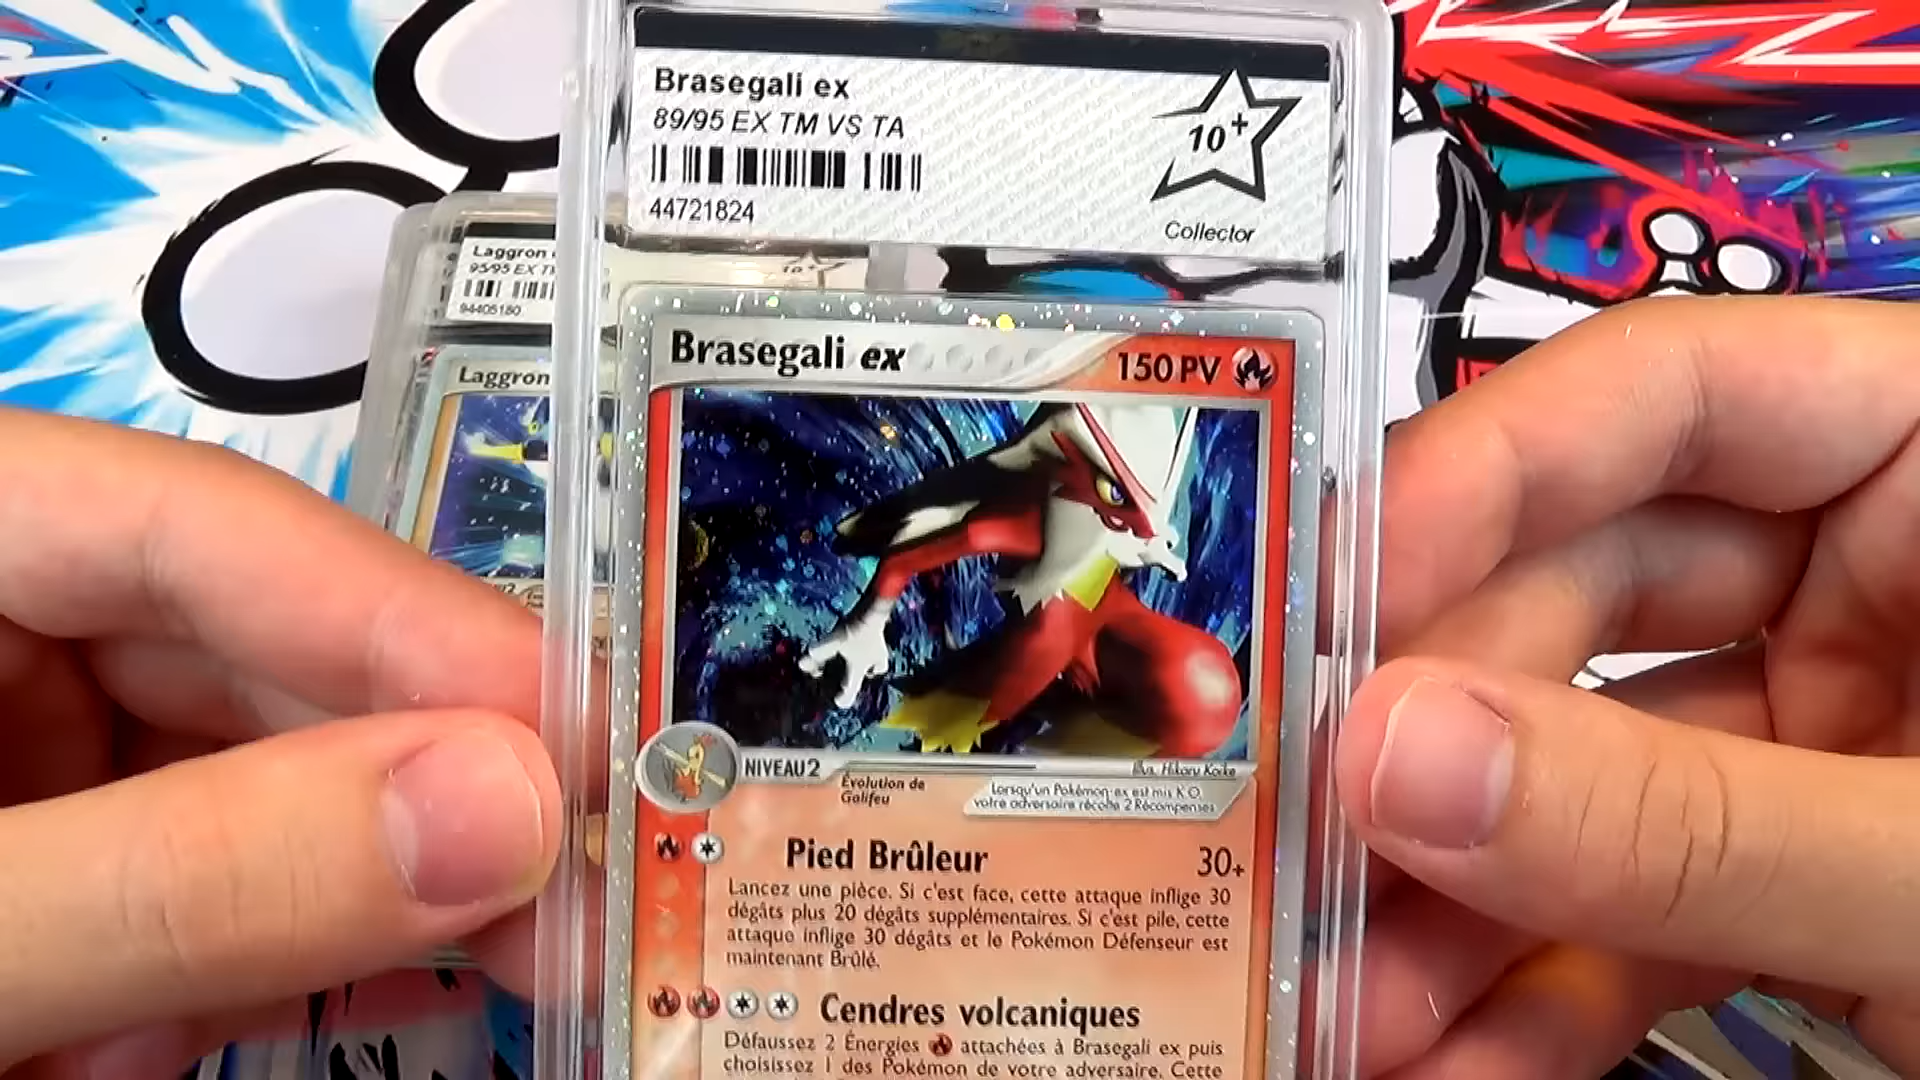 Brasegali ex
89/95 EX TM VS TA
44721824
10+
Collector
Laggron
95/95 EX
94405180
10+
Laggron
Brasegali ex
150 PV
NIVEAU 2
Évolution de
Galifeu
Illus. Hikaru Koike
Lorsqu'un Pokémon-ex est mis K.O.
votre adversaire récolte 2 Récompenses
Pied Brûleur 30+
Lancez une pièce. Si c'est face, cette attaque inflige 30
dégâts plus 20 dégâts supplémentaires. Si c'est pile, cette
attaque inflige 30 dégâts et le Pokémon Défenseur est
maintenant Brûlé.
Cendres volcaniques
Défaussez 2 Énergies attachées à Brasegali ex puis
choisissez 1 des Pokémon de votre adversaire. Cette